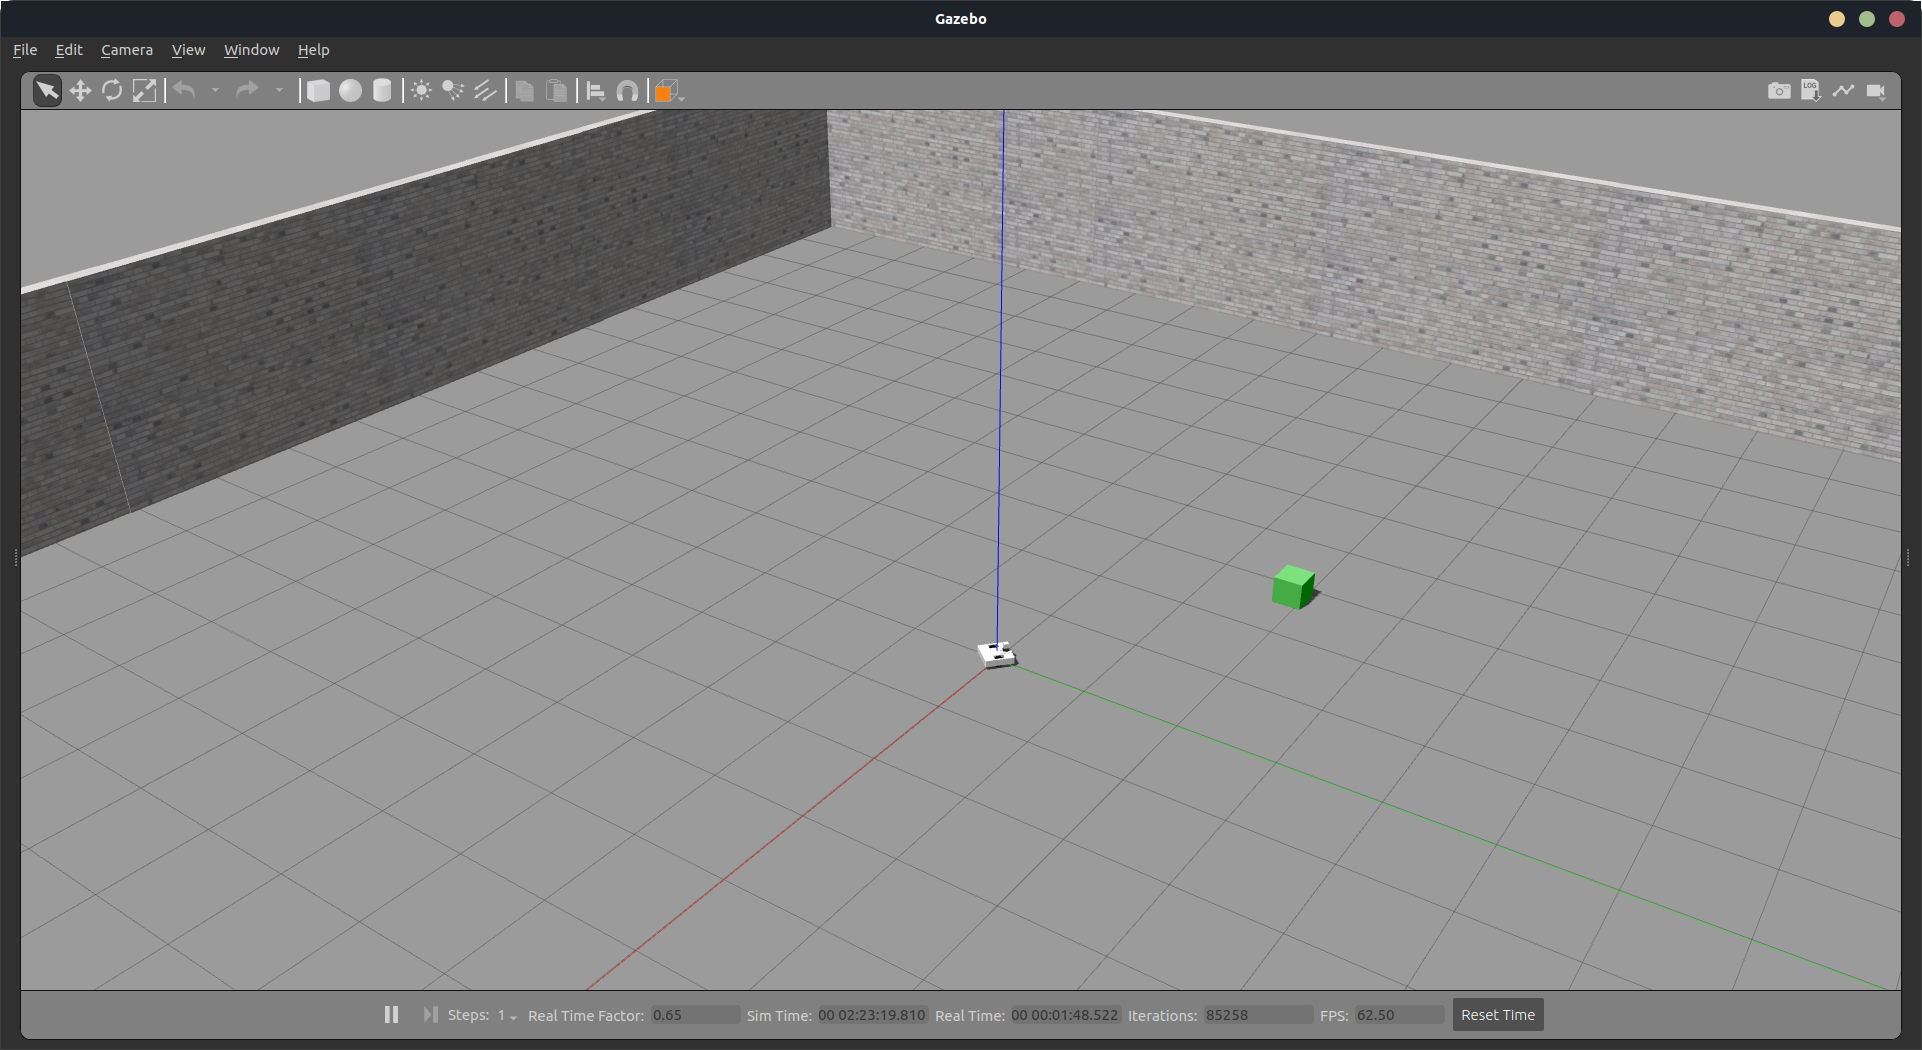 Gazebo
File Edit Camera View Window Help
LOG
Steps: 1 Real Time Factor: 0.65 Sim Time: 00 02:23:19.810 Real Time: 00 00:01:48.522 Iterations: 85258 FPS: 62.50 Reset Time